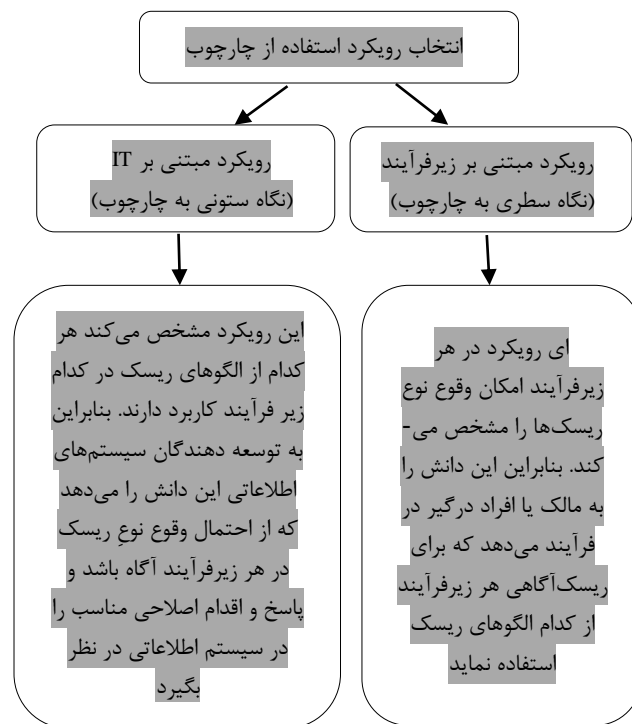 انتخاب رویکرد استفاده از چارچوب
رویکرد مبتنی بر زیرفرآیند
(نگاه سطری به چارچوب)
رویکرد مبتنی بر IT
(نگاه ستونی به چارچوب)
ای رویکرد در هر
زیرفرآیند امکان وقوع نوع
ریسک‌ها را مشخص می-
کند. بنابراین این دانش را
به مالک یا افراد درگیر در
فرآیند می‌دهد که برای
ریسک‌آگاهی هر زیرفرآیند
از کدام الگوهای ریسک
استفاده نماید
این رویکرد مشخص می‌کند هر
کدام از الگوهای ریسک در کدام
زیر فرآیند کاربرد دارند. بنابراین
به توسعه دهندگان سیستم‌های
اطلاعاتی این دانش را می‌دهد
که از احتمال وقوع نوعِ ریسک
در هر زیرفرآیند آگاه باشد و
پاسخ و اقدام اصلاحی مناسب را
در سیستم اطلاعاتی در نظر
بگیرد